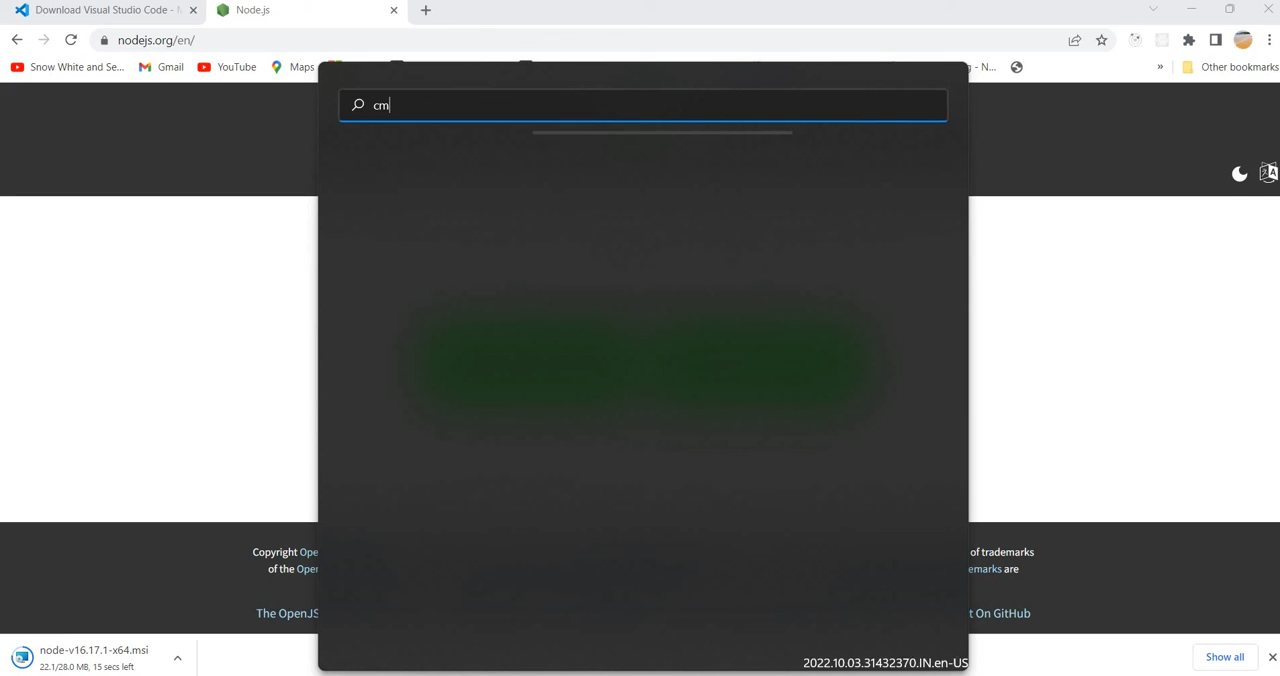 Download Visual Studio Code - M
Node.js
nodejs.org/en/
Snow White and Se...
Gmail
YouTube
Maps
g - N...
»
Other bookmarks
cm
Copyright Ope
of trademarks
of the Open
emarks are
The OpenJS
t On GitHub
node-v16.17.1-x64.msi
22.1/28.0 MB, 15 secs left
Show all
2022.10.03.31432370.IN.en-US